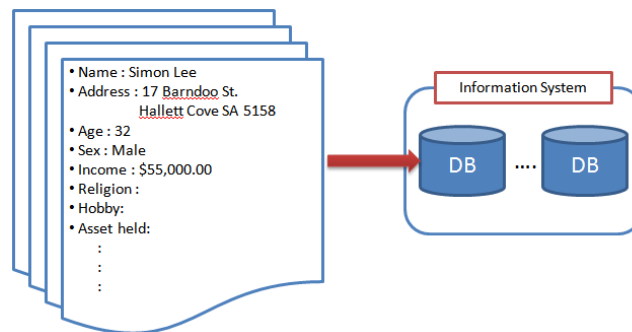 • Name : Simon Lee
• Address : 17 Barndoo St.
Hallett Cove SA 5158
• Age : 32
• Sex : Male
• Income : $55,000.00
• Religion :
• Hobby:
• Asset held:
:
:
:
Information System
DB .... DB